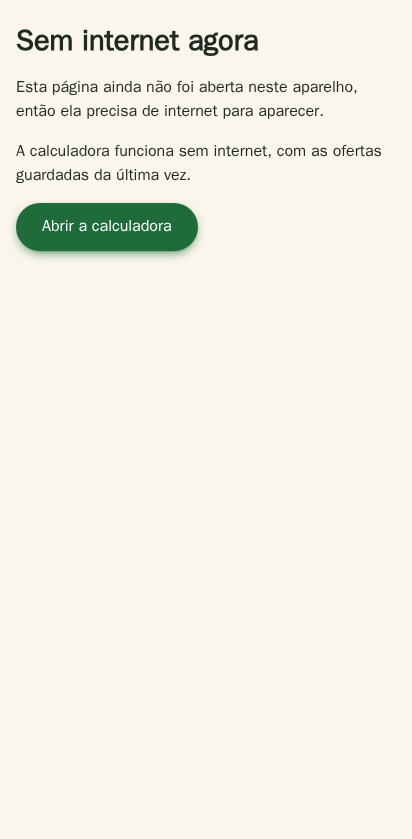 Sem internet agora
Esta página ainda não foi aberta neste aparelho,
então ela precisa de internet para aparecer.
A calculadora funciona sem internet, com as ofertas
guardadas da última vez.
Abrir a calculadora